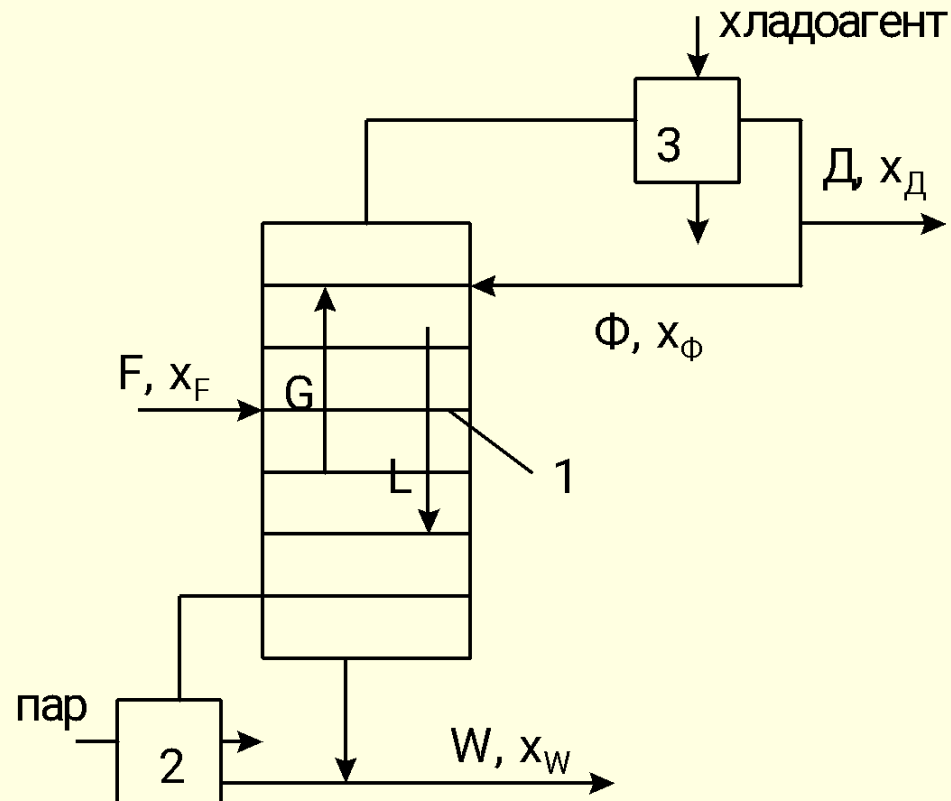 хладоагент
3
Д, xД
Ф, xФ
F, xF
G
L
1
пар
2
W, xW